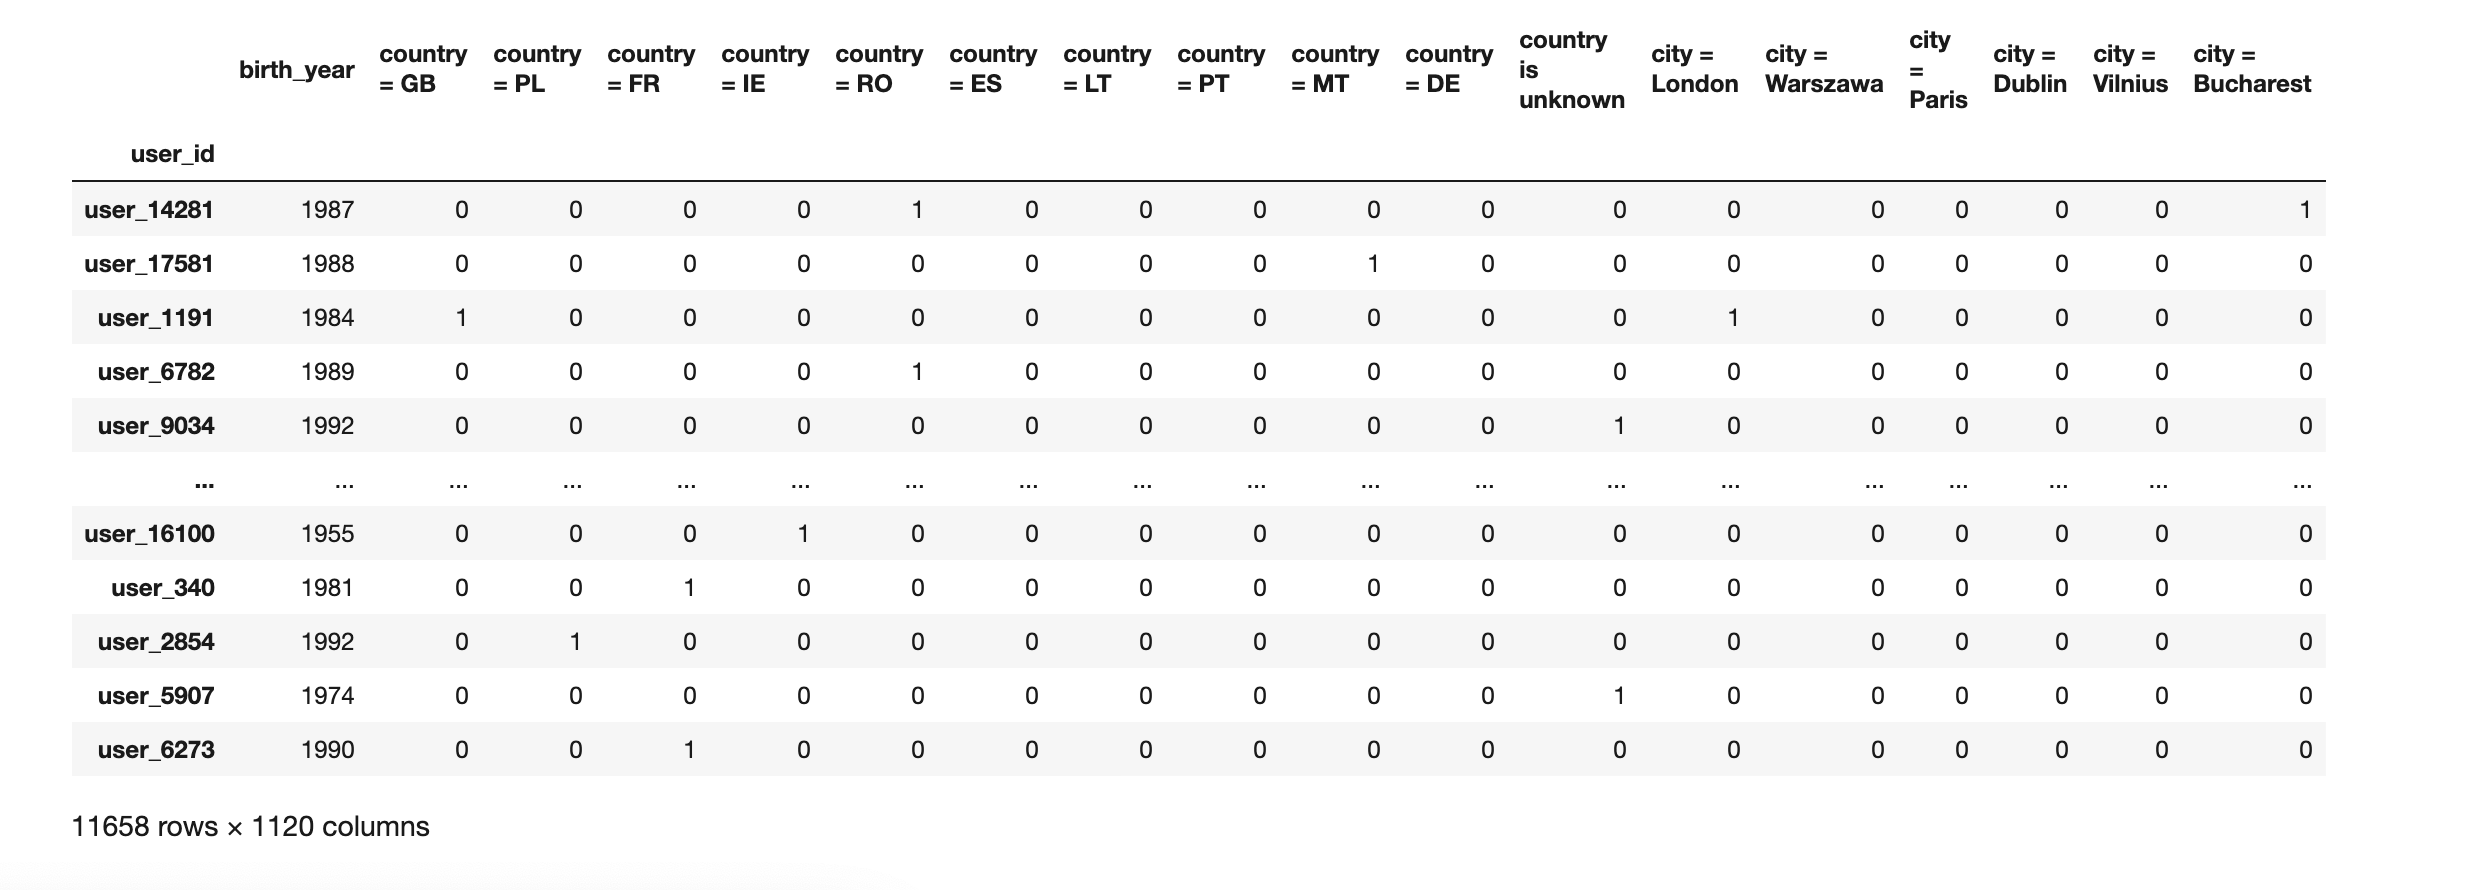 birth_year country = GB country = PL country = FR country = IE country = RO country = ES country = LT country = PT country = MT country = DE country is unknown city = London city = Warszawa city = Paris city = Dublin city = Vilnius city = Bucharest
user_id
user_14281 1987 0 0 0 0 1 0 0 0 0 0 0 0 0 0 0 0 1
user_17581 1988 0 0 0 0 0 0 0 0 1 0 0 0 0 0 0 0 0
user_1191 1984 1 0 0 0 0 0 0 0 0 0 0 1 0 0 0 0 0
user_6782 1989 0 0 0 0 1 0 0 0 0 0 0 0 0 0 0 0 0
user_9034 1992 0 0 0 0 0 0 0 0 0 0 1 0 0 0 0 0 0
... ... ... ... ... ... ... ... ... ... ... ... ... ... ... ... ... ... ...
user_16100 1955 0 0 0 1 0 0 0 0 0 0 0 0 0 0 0 0 0
user_340 1981 0 0 1 0 0 0 0 0 0 0 0 0 0 0 0 0 0
user_2854 1992 0 1 0 0 0 0 0 0 0 0 0 0 0 0 0 0 0
user_5907 1974 0 0 0 0 0 0 0 0 0 0 1 0 0 0 0 0 0
user_6273 1990 0 0 1 0 0 0 0 0 0 0 0 0 0 0 0 0 0
11658 rows × 1120 columns